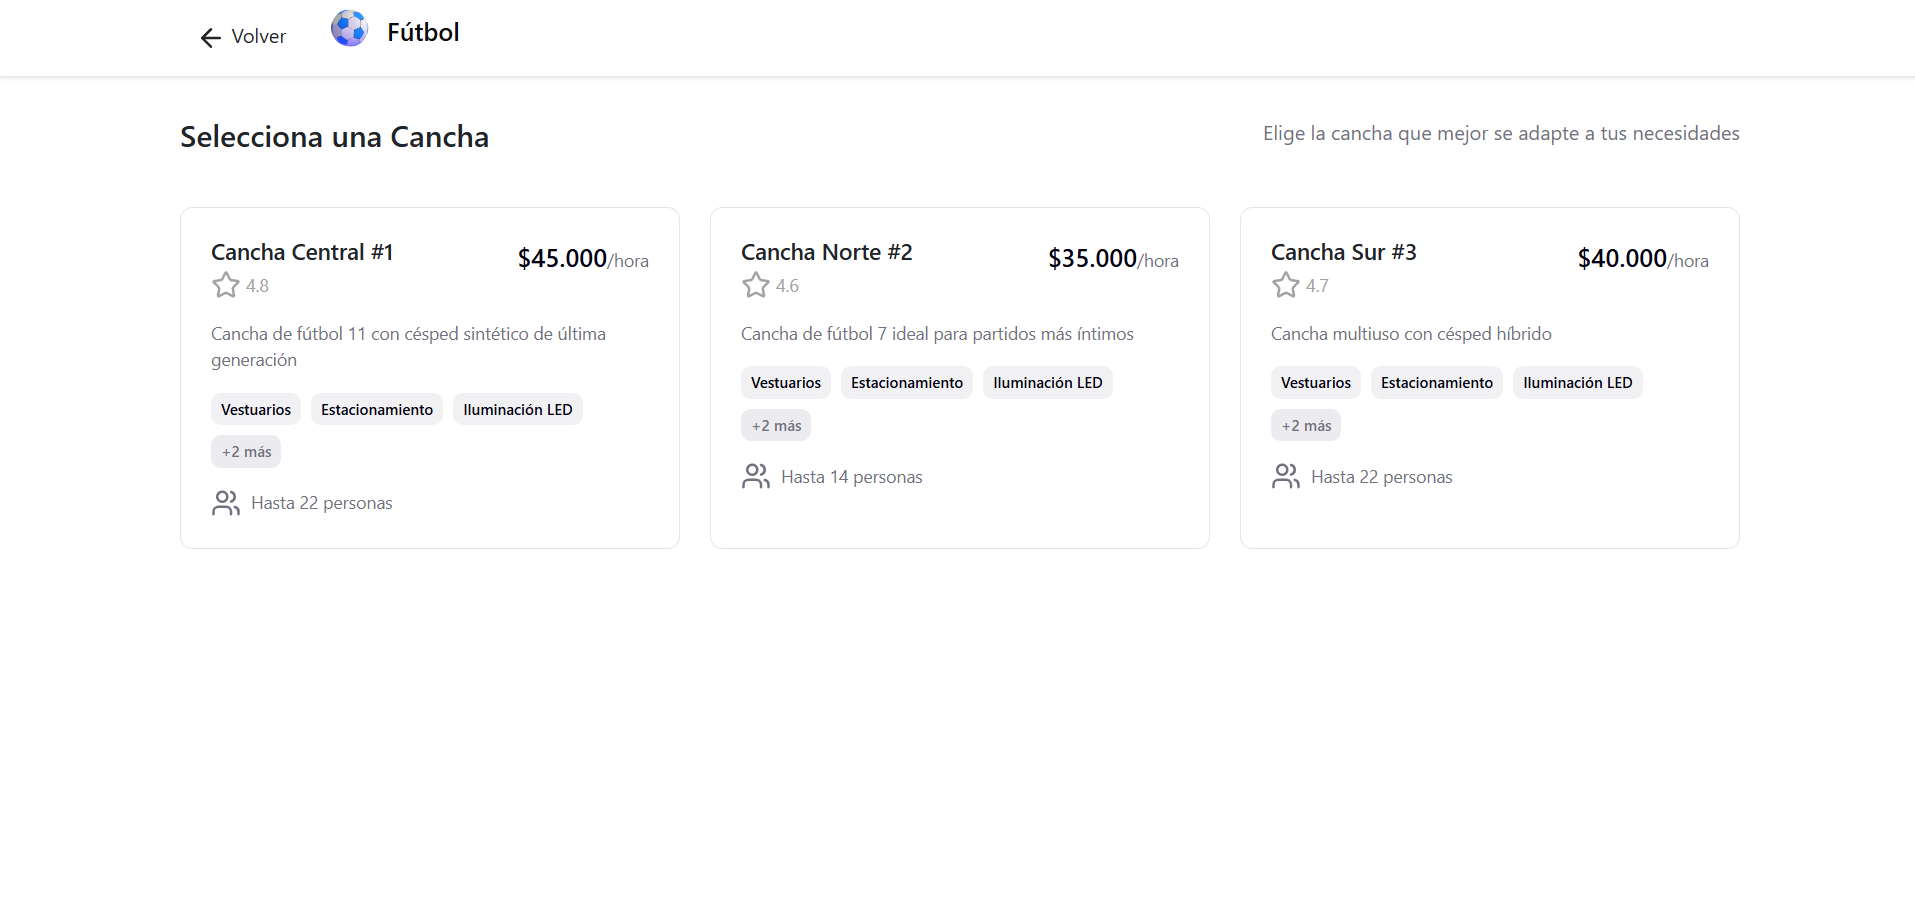 Volver
Fútbol
Selecciona una Cancha
Elige la cancha que mejor se adapte a tus necesidades
Cancha Central #1
$45.000/hora
4.8
Cancha de fútbol 11 con césped sintético de última
generación
Vestuarios Estacionamiento Iluminación LED
+2 más
Hasta 22 personas
Cancha Norte #2
$35.000/hora
4.6
Cancha de fútbol 7 ideal para partidos más íntimos
Vestuarios Estacionamiento Iluminación LED
+2 más
Hasta 14 personas
Cancha Sur #3
$40.000/hora
4.7
Cancha multiuso con césped híbrido
Vestuarios Estacionamiento Iluminación LED
+2 más
Hasta 22 personas